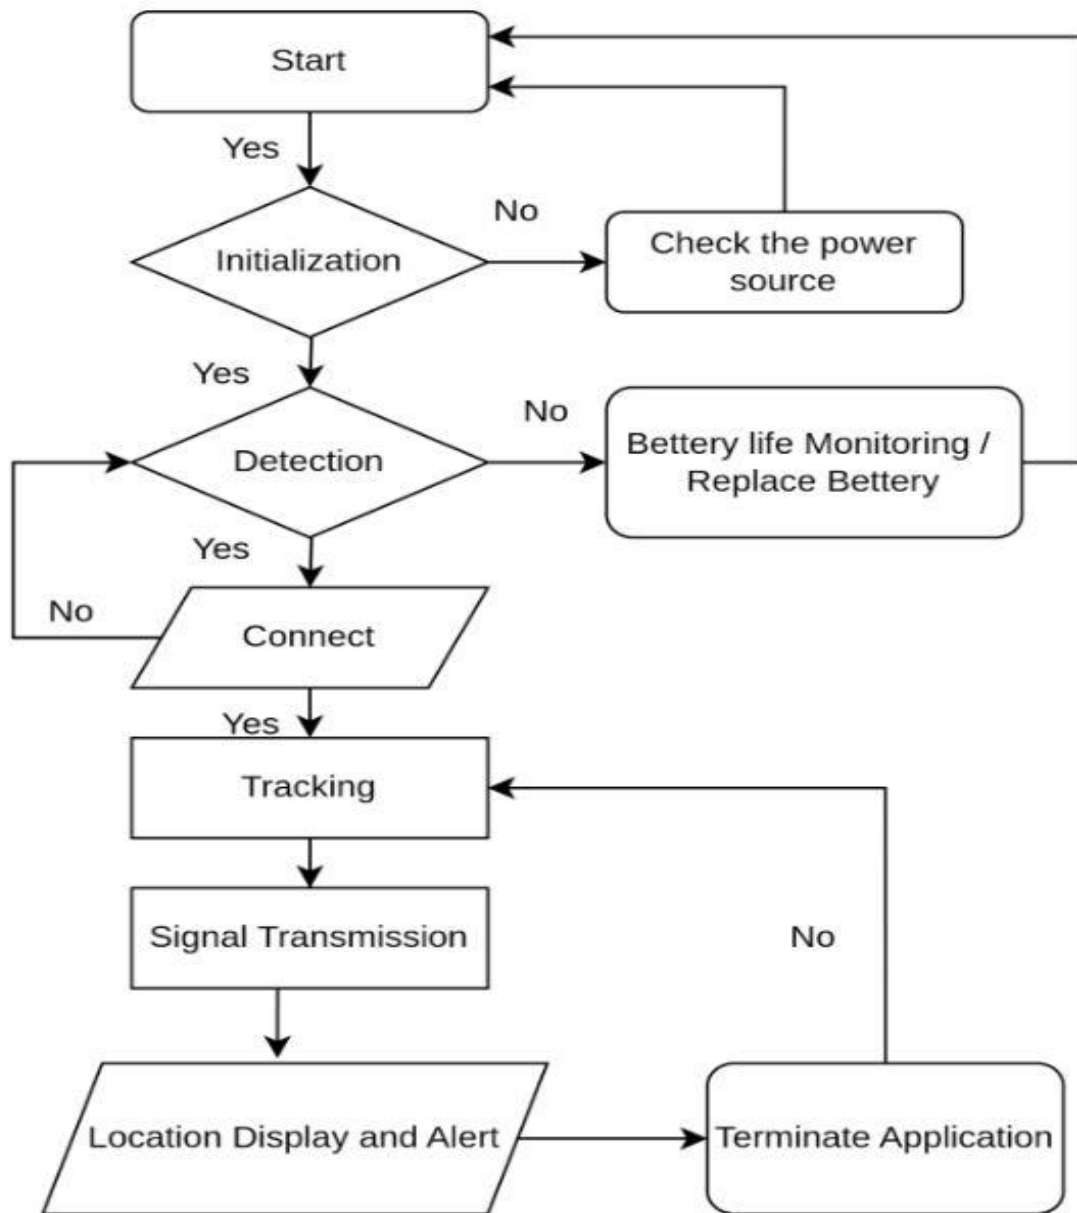 Start
Yes
Initialization
No
Check the power
source
Yes
Detection
No
Bettery life Monitoring /
Replace Bettery
Yes
No
Connect
Yes
Tracking
Signal Transmission
No
Location Display and Alert
Terminate Application